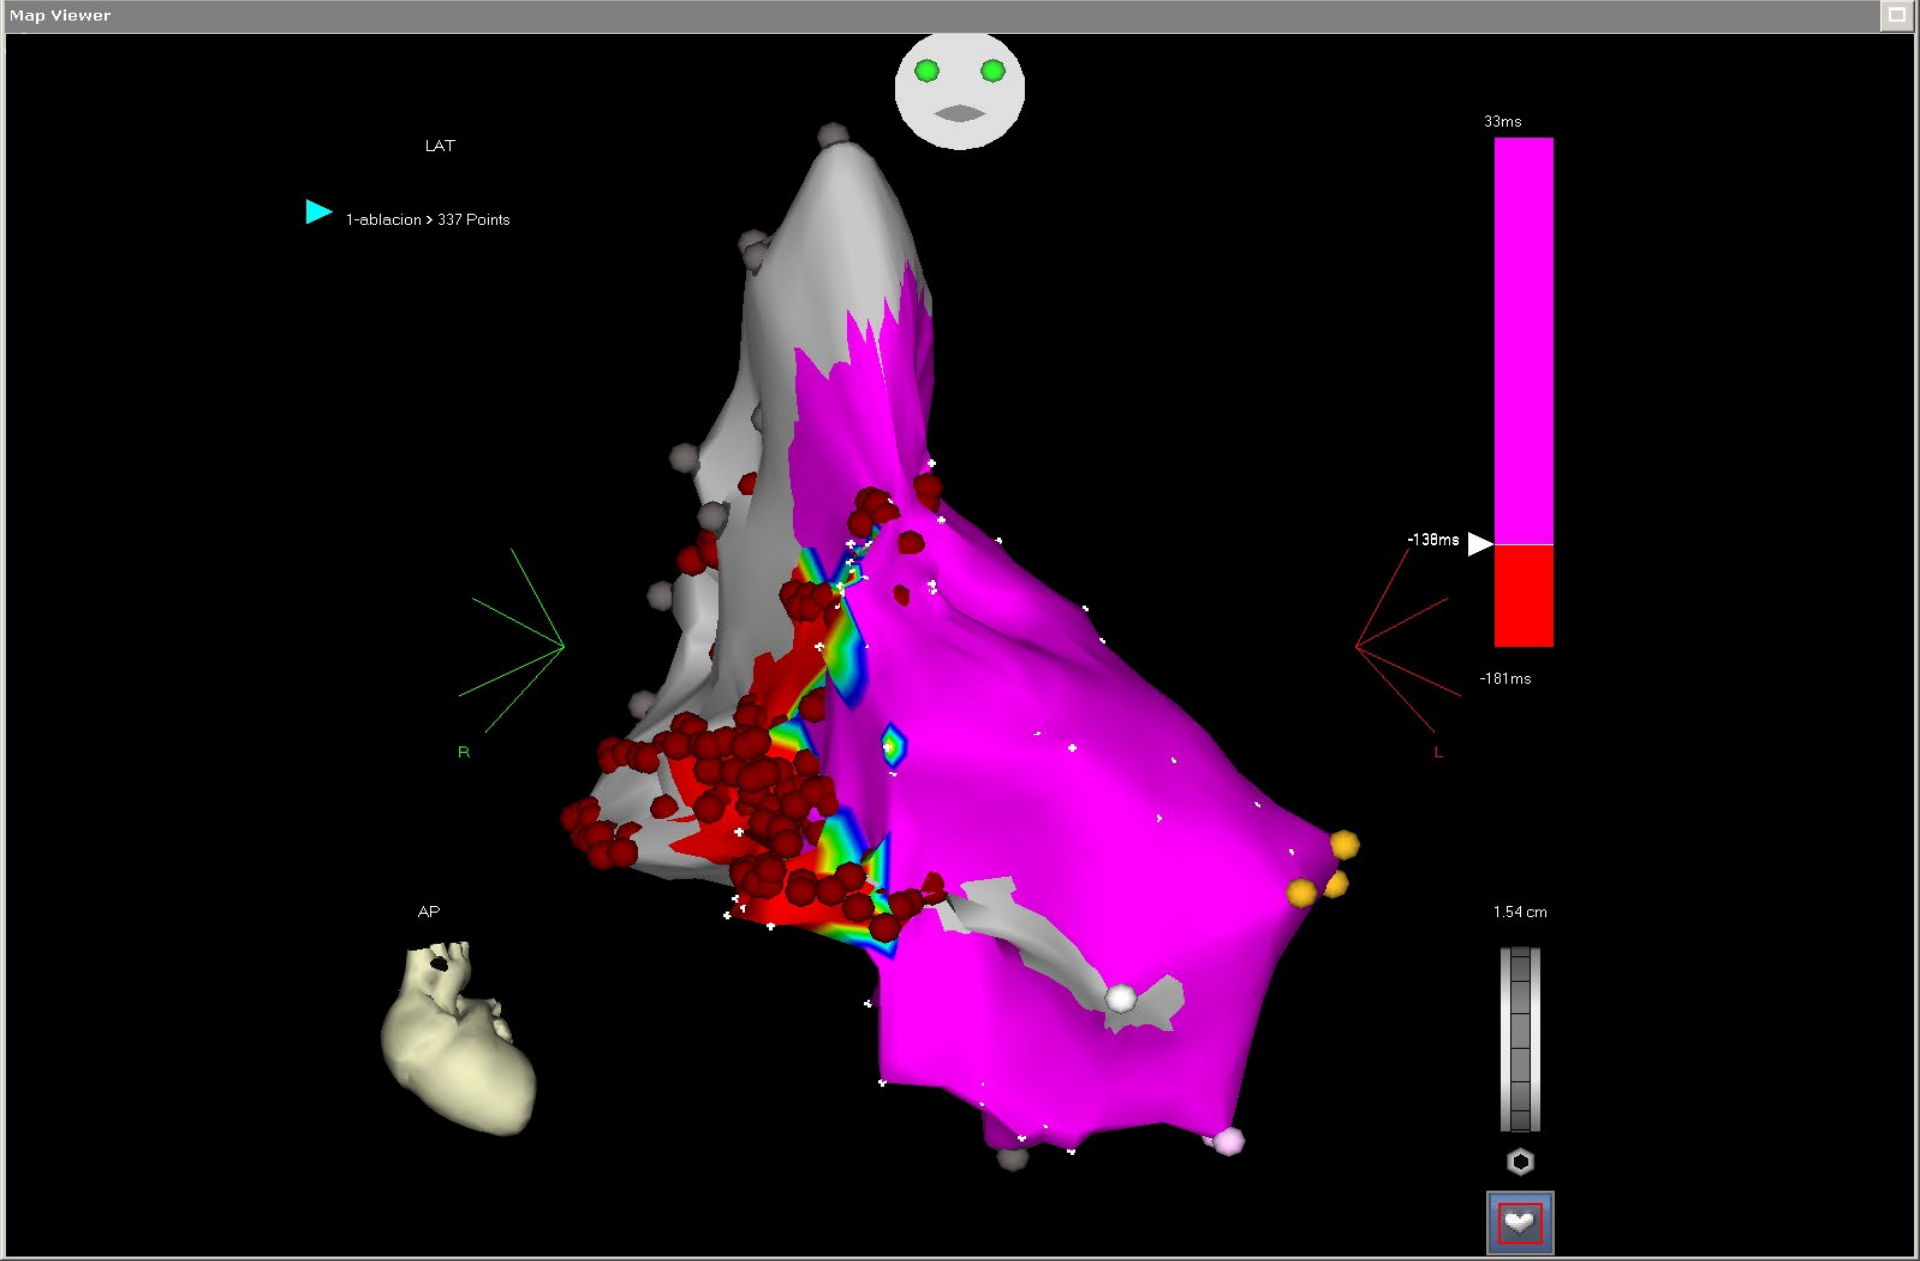 Map Viewer
33ms
LAT
1-ablacion > 337 Points
-138ms
-181ms
R
L
AP
1.54 cm